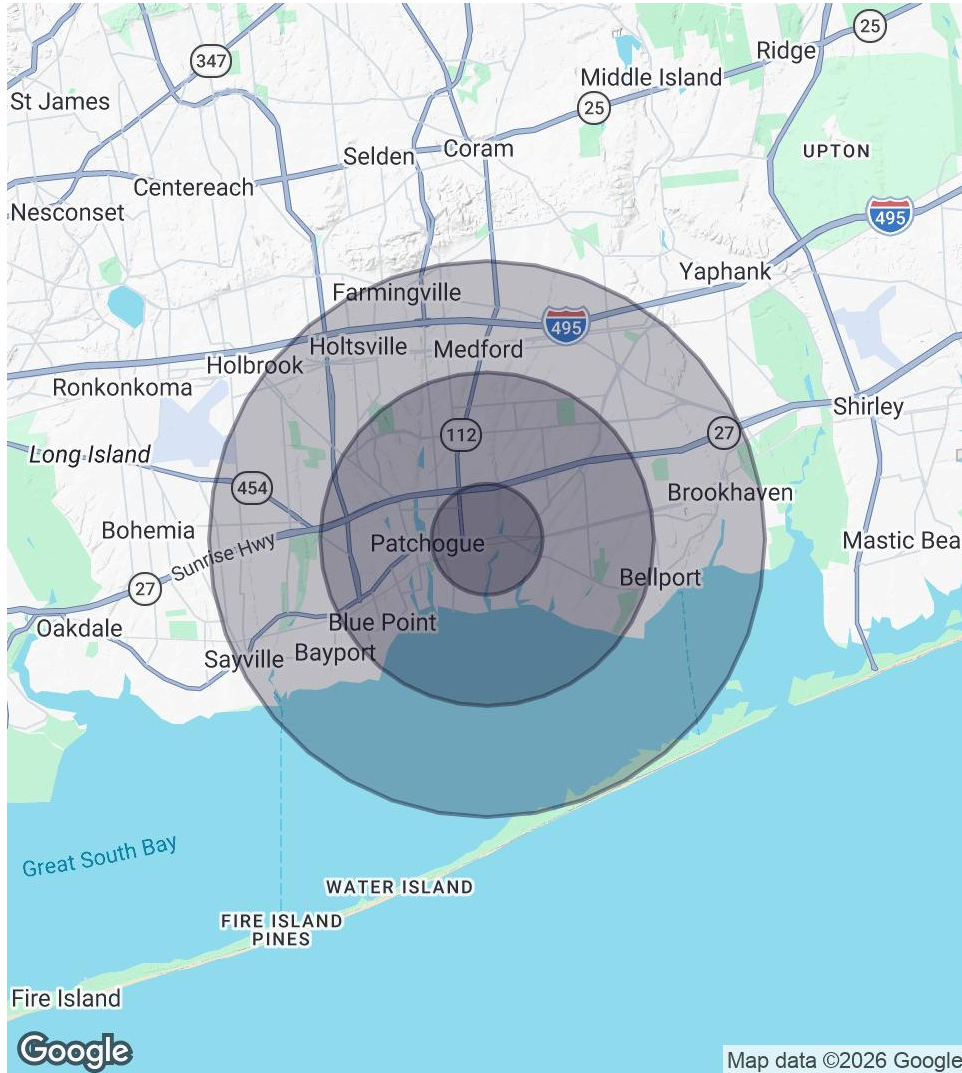 25
Ridge
347
Middle Island
St James
25
Coram
Selden
UPTON
Centereach
Nesconset
495
Yaphank
Farmingville
495
Holtsville
Medford
Holbrook
Ronkonkoma
Shirley
112
27
Long Island
454
Brookhaven
Bohemia
Sunrise Hwy
Patchogue
Mastic Bea
Bellport
27
Blue Point
Oakdale
Bayport
Sayville
Great South Bay
WATER ISLAND
FIRE ISLAND
PINES
Fire Island
Google
Map data ©2026 Google